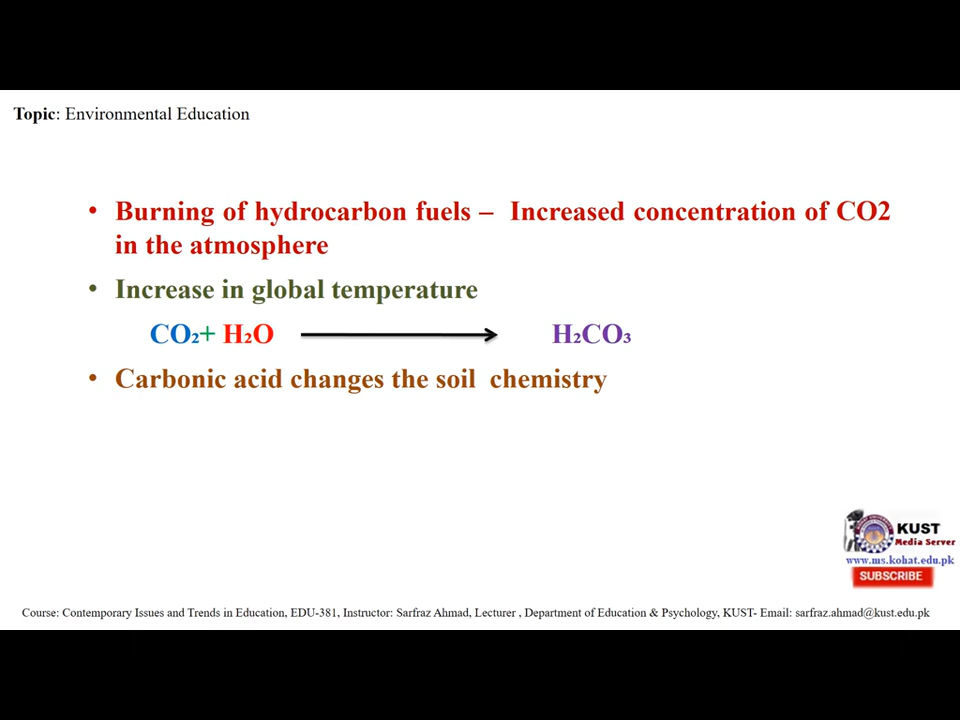 Topic: Environmental Education
• Burning of hydrocarbon fuels – Increased concentration of CO2
in the atmosphere
• Increase in global temperature
CO₂+ H₂O ⟶ H₂CO₃
• Carbonic acid changes the soil chemistry
KUST
Media Server
www.ms.kohat.edu.pk
SUBSCRIBE
Course: Contemporary Issues and Trends in Education, EDU-381, Instructor: Sarfraz Ahmad, Lecturer , Department of Education & Psychology, KUST- Email: sarfraz.ahmad@kust.edu.pk